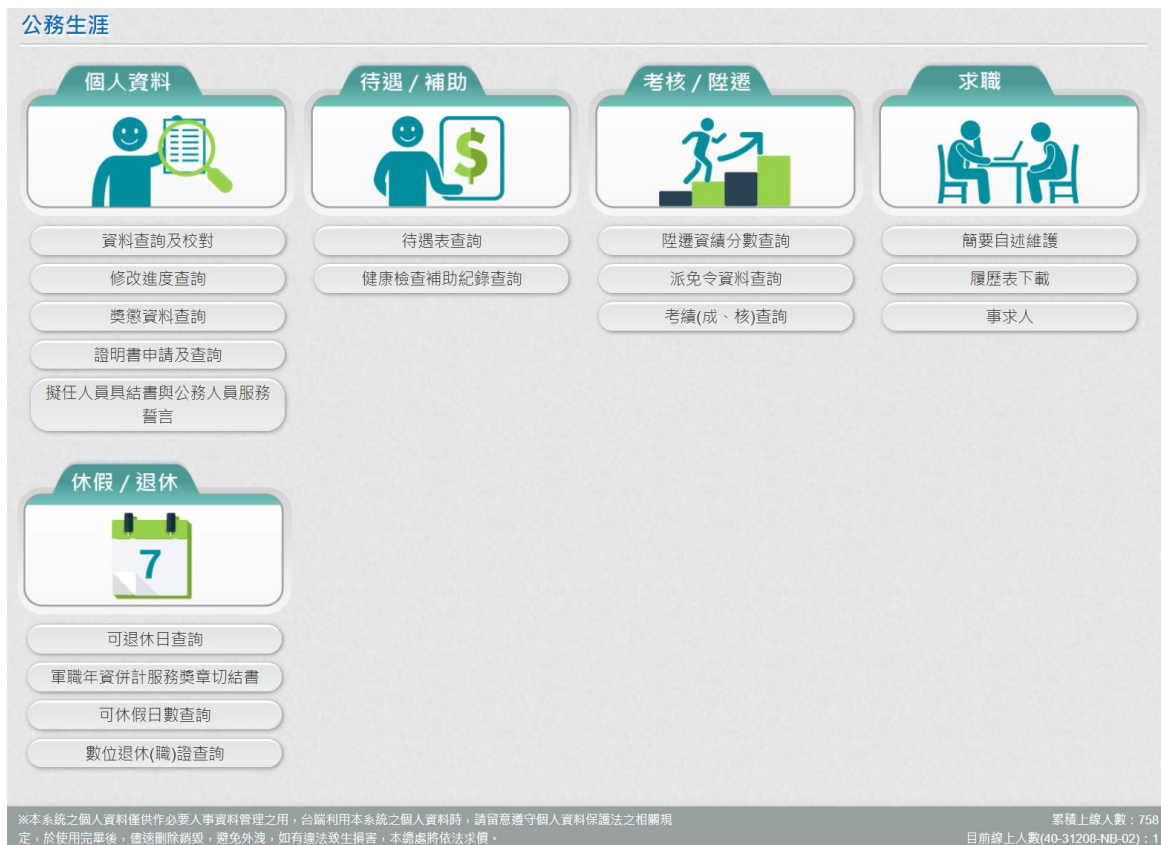 公務生涯
個人資料
資料查詢及校對
修改進度查詢
獎懲資料查詢
證明書申請及查詢
擬任人員具結書與公務人員服務
誓言
待遇 / 補助
$
待遇表查詢
健康檢查補助紀錄查詢
考核 / 陞遷
陞遷資績分數查詢
派免令資料查詢
考績(成、核)查詢
求職
簡要自述維護
履歷表下載
事求人
休假 / 退休
7
可退休日查詢
軍職年資併計服務獎章切結書
可休假日數查詢
數位退休(職)證查詢
※本系統之個人資料僅供作必要人事資料管理之用，台端利用本系統之個人資料時，請留意遵守個人資料保護法之相關規
定，於使用完畢後，儘速刪除銷毀，避免外洩，如有違法致生損害，本總處將依法求償。
累積上線人數：758
目前線上人數(40-31208-NB-02)：1